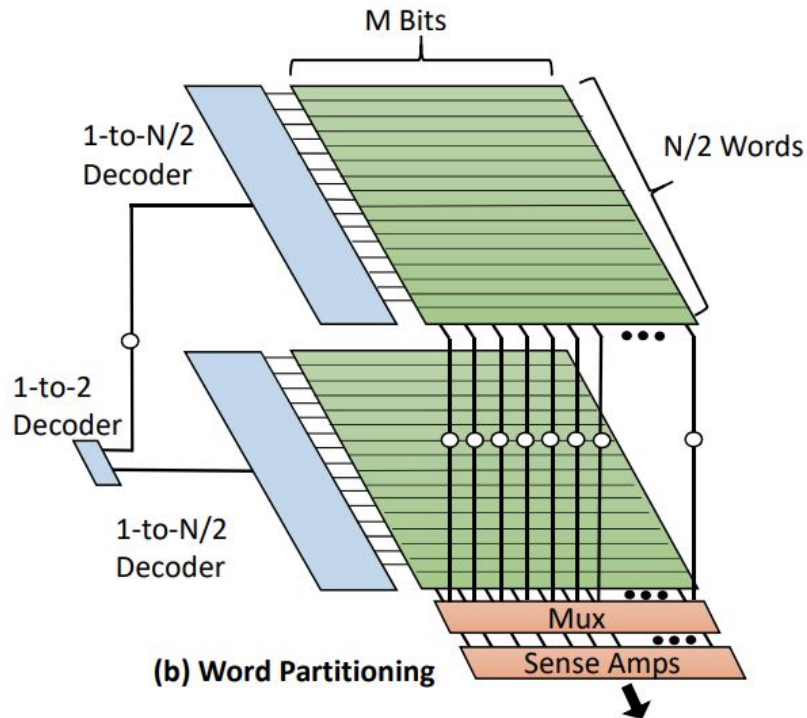 M Bits
1-to-N/2
Decoder
N/2 Words
1-to-2
Decoder
1-to-N/2
Decoder
Mux
(b) Word Partitioning
Sense Amps